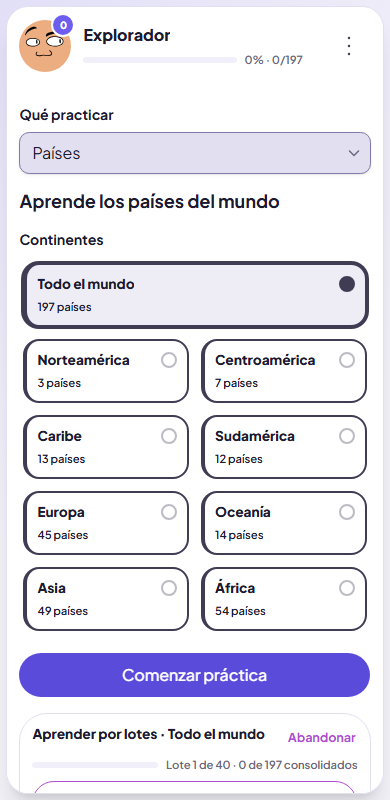 0
Explorador
0% · 0/197
Qué practicar
Países
Aprende los países del mundo
Continentes
Todo el mundo
197 países
Norteamérica
3 países
Centroamérica
7 países
Caribe
13 países
Sudamérica
12 países
Europa
45 países
Oceanía
14 países
Asia
49 países
África
54 países
Comenzar práctica
Aprender por lotes · Todo el mundo
Abandonar
Lote 1 de 40 · 0 de 197 consolidados